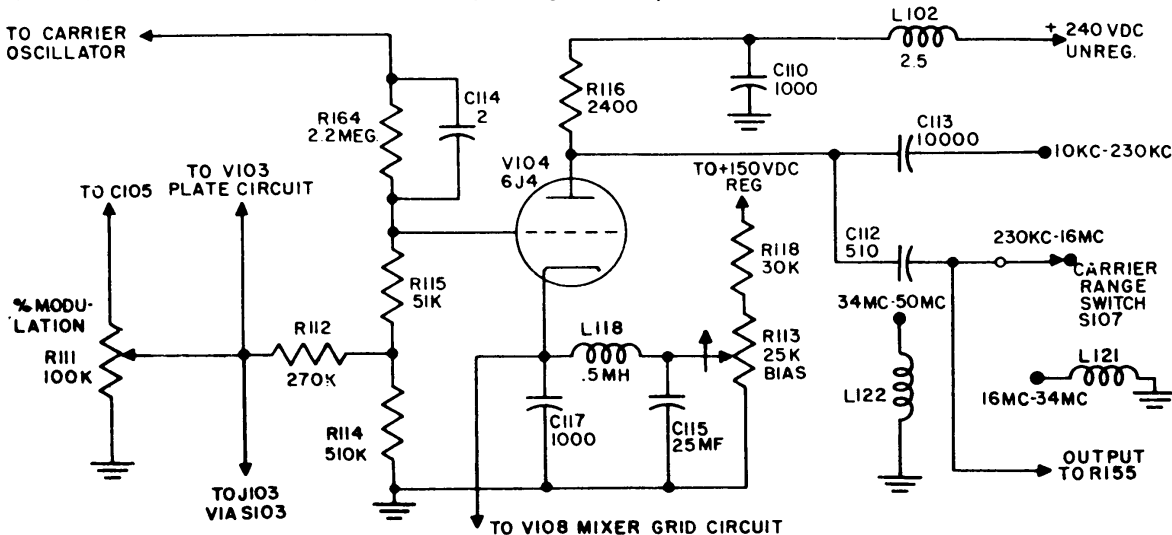 TO CARRIER
OSCILLATOR
L102
2.5
+ 240 VDC
UNREG.
C110
1000
R116
2400
C114
2
R164
2.2MEG.
C113
10000
10KC-230KC
V104
6J4
TO+150VDC
REG
TO C105
TO V103
PLATE CIRCUIT
R118
30K
C112
510
230KC-16MC
CARRIER
RANGE
SWITCH
S107
R115
51K
34MC-50MC
% MODU-
LATION
R111
100K
R112
270K
L118
.5MH
R113
25K
BIAS
L122
L121
16MC-34MC
R114
510K
C117
1000
C115
25MF
OUTPUT
TO R155
TO J103
VIA S103
TO V108 MIXER GRID CIRCUIT